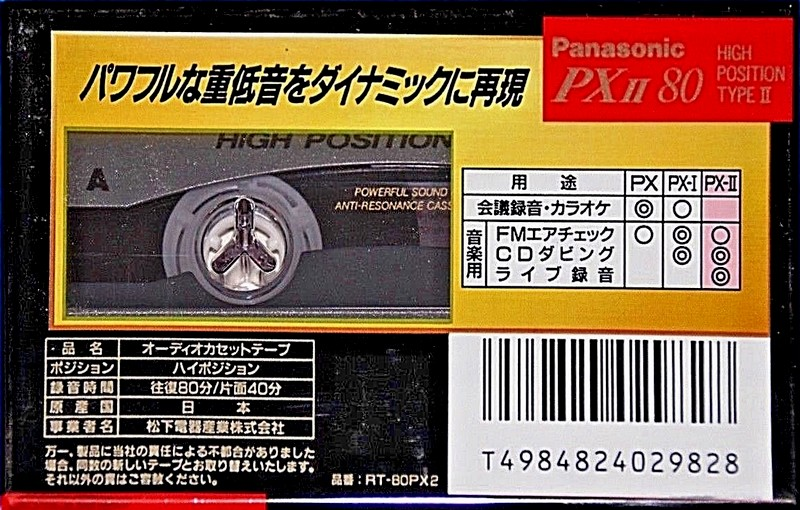 Panasonic
PXII 80
HIGH
POSITION
TYPE II
パワフルな重低音をダイナミックに再現
HIGH POSITION
A
POWERFUL SOUND
ANTI-RESONANCE CASS
用途 PX PX-I PX-II
会議録音・カラオケ ◎ ○
音楽用
FMエアチェック ○ ◎ ○
CDダビング ◎ ◎
ライブ録音 ◎
品名 オーディオカセットテープ
ポジション ハイポジション
録音時間 往復80分/片面40分
原産国 日本
事業者名 松下電器産業株式会社
万一、製品に当社の責任による不都合がありました
場合、同数の新しいテープとお取り替えいたします。
それ以外の責はご容赦ください。
品番:RT-80PX2
T4984824029828